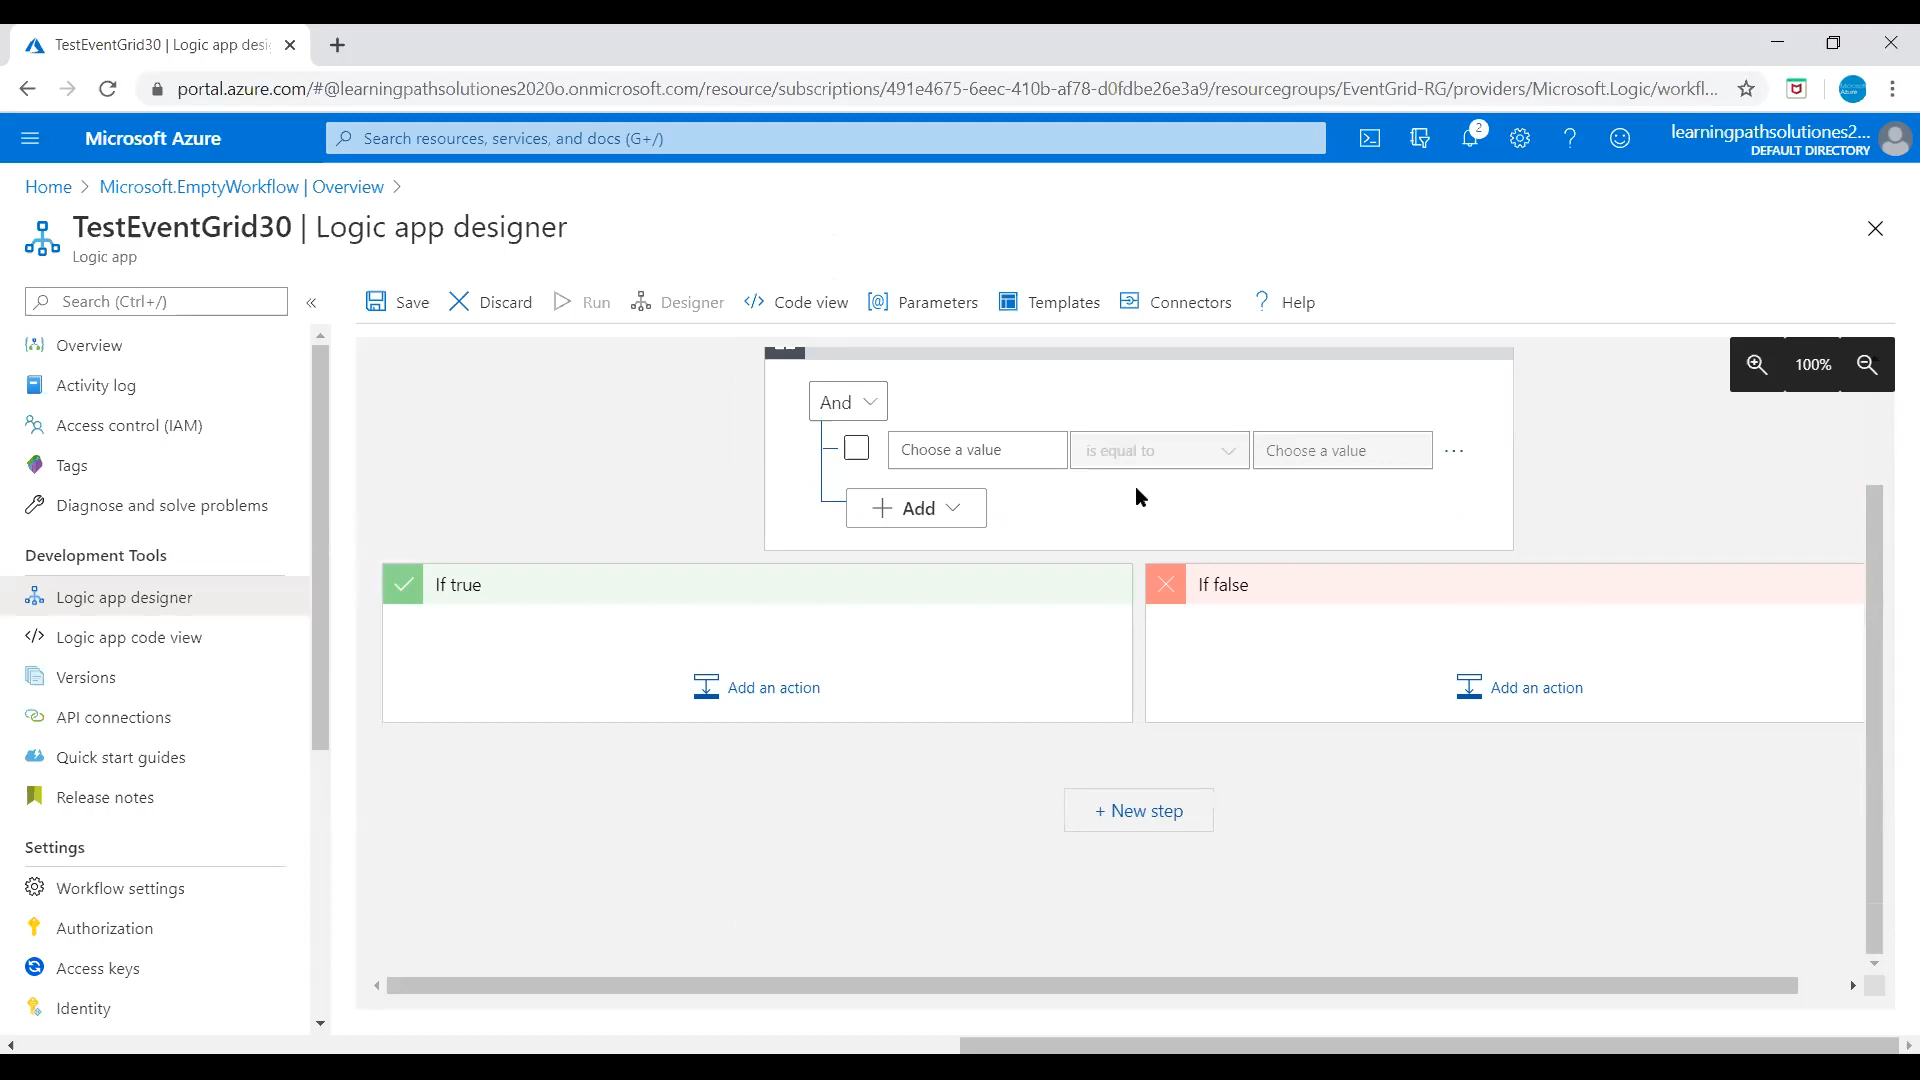 TestEventGrid30 | Logic app desi
portal.azure.com/#@learningpathsolutiones2020o.onmicrosoft.com/resource/subscriptions/491e4675-6eec-410b-af78-d0fdbe26e3a9/resourcegroups/EventGrid-RG/providers/Microsoft.Logic/workfl...
Microsoft Azure
Search resources, services, and docs (G+/)
2
learningpathsolutiones2...
DEFAULT DIRECTORY
Home
Microsoft.EmptyWorkflow | Overview
TestEventGrid30 | Logic app designer
Logic app
Search (Ctrl+/)
«
Save
Discard
Run
Designer
Code view
Parameters
Templates
Connectors
Help
Overview
Activity log
Access control (IAM)
Tags
Diagnose and solve problems
Development Tools
Logic app designer
Logic app code view
Versions
API connections
Quick start guides
Release notes
Settings
Workflow settings
Authorization
Access keys
Identity
100%
And
Choose a value
is equal to
Choose a value
...
Add
If true
Add an action
If false
Add an action
+ New step